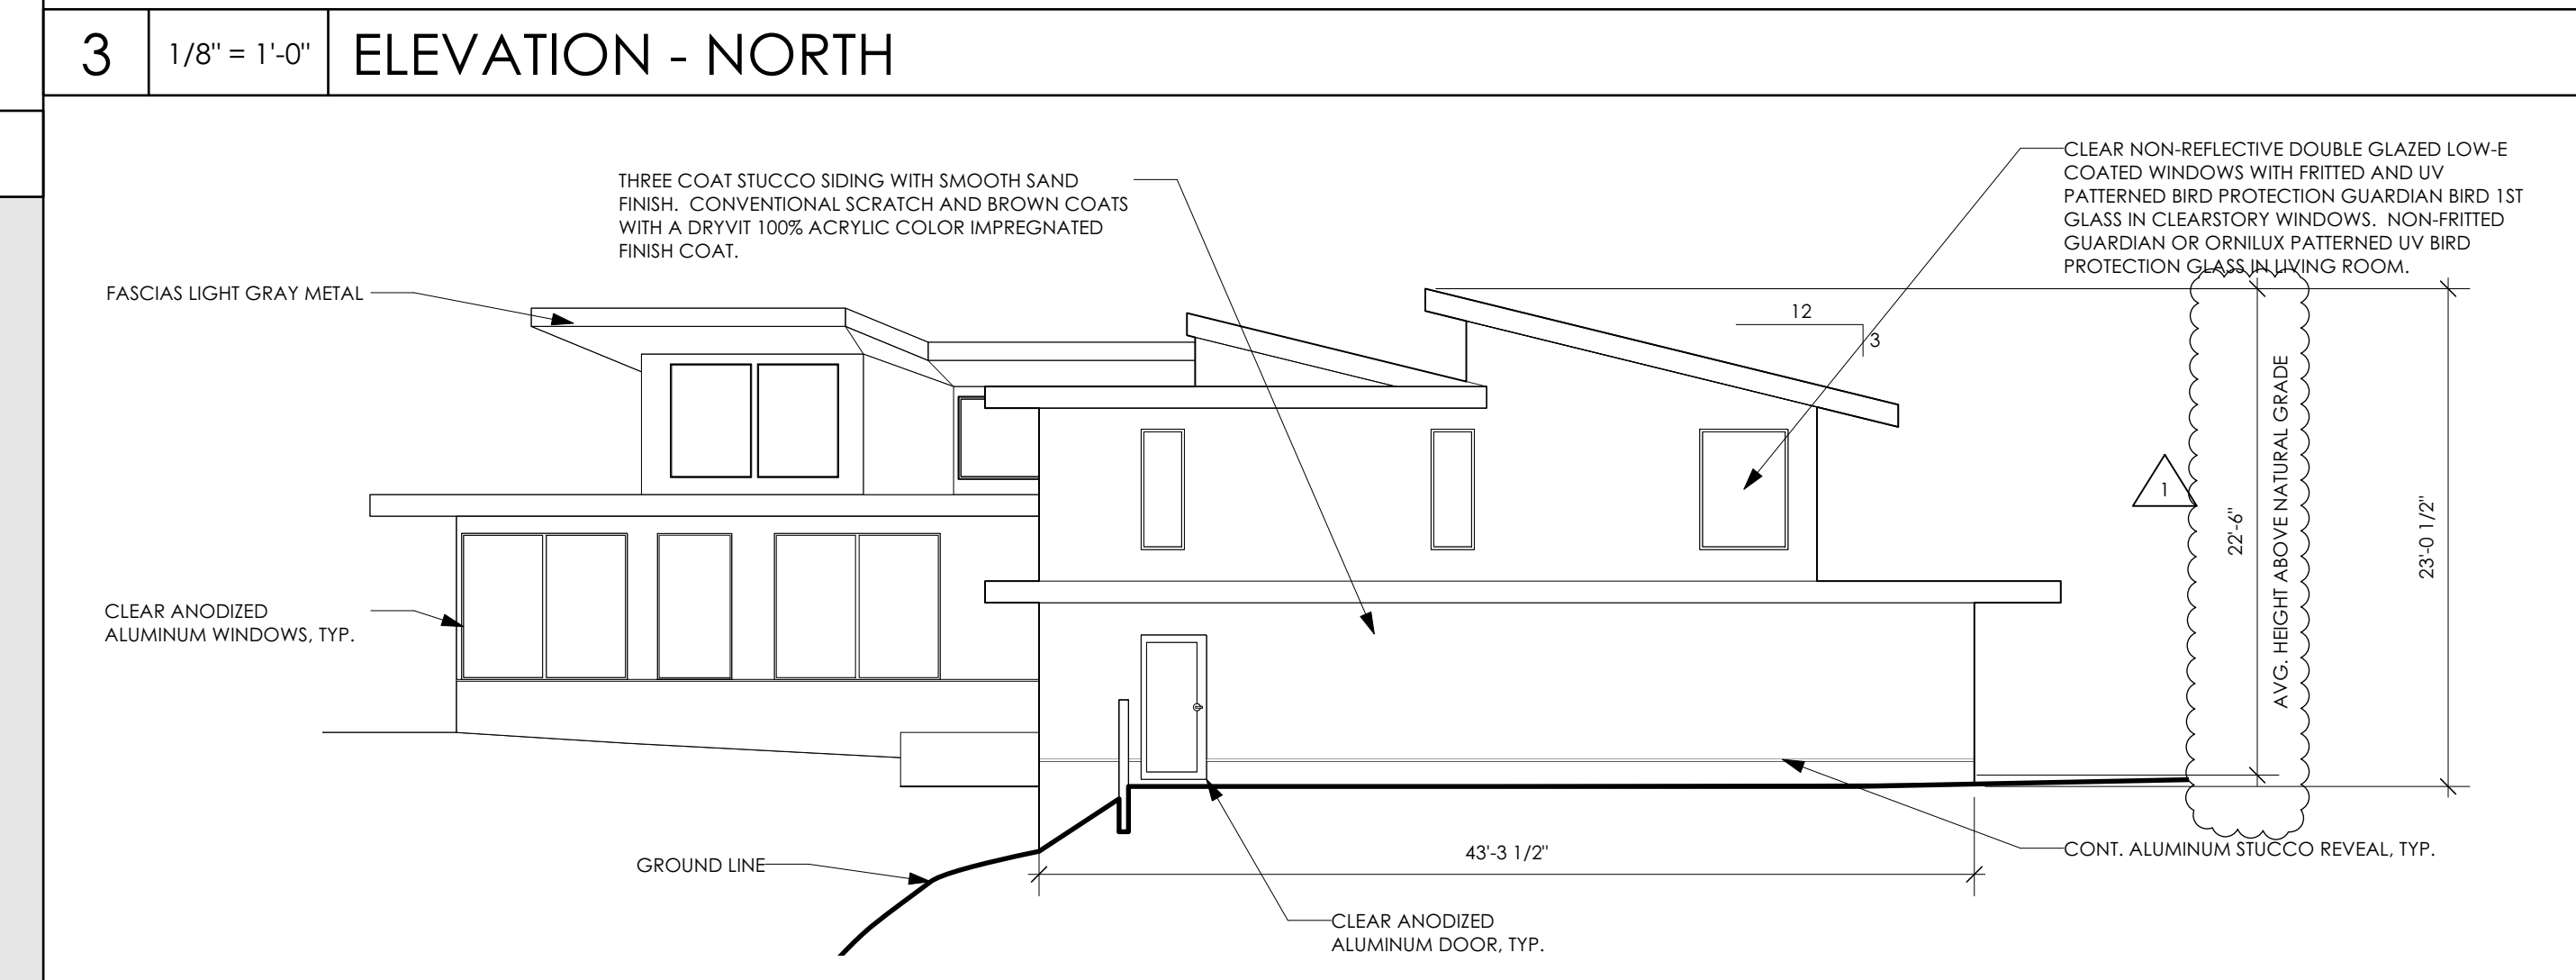 3
1/8" = 1'-0"
ELEVATION - NORTH
THREE COAT STUCCO SIDING WITH SMOOTH SAND
FINISH. CONVENTIONAL SCRATCH AND BROWN COATS
WITH A DRYVIT 100% ACRYLIC COLOR IMPREGNATED
FINISH COAT.
CLEAR NON-REFLECTIVE DOUBLE GLAZED LOW-E
COATED WINDOWS WITH FRITTED AND UV
PATTERNED BIRD PROTECTION GUARDIAN BIRD 1ST
GLASS IN CLEARSTORY WINDOWS. NON-FRITTED
GUARDIAN OR ORNILUX PATTERNED UV BIRD
PROTECTION GLASS IN LIVING ROOM.
FASCIAS LIGHT GRAY METAL
12
3
1
22'-6"
AVG. HEIGHT ABOVE NATURAL GRADE
23'-0 1/2"
CLEAR ANODIZED
ALUMINUM WINDOWS, TYP.
GROUND LINE
43'-3 1/2"
CONT. ALUMINUM STUCCO REVEAL, TYP.
CLEAR ANODIZED
ALUMINUM DOOR, TYP.